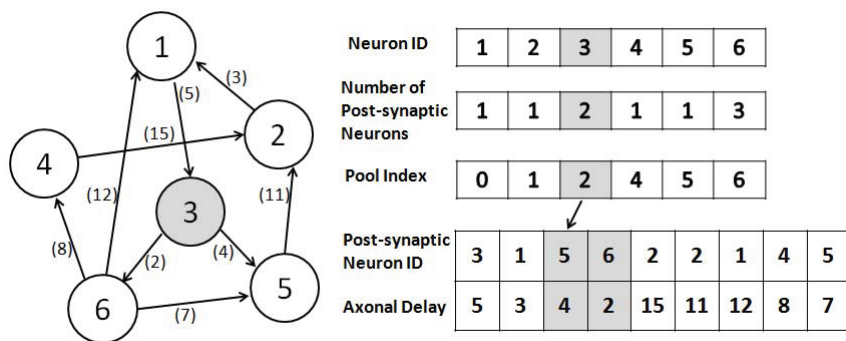 1
(5)
(3)
2
(15)
4
(12)
3
(11)
(8)
(2)
(4)
5
6
(7)
Neuron ID 1 2 3 4 5 6
Number of
Post-synaptic
Neurons
1 1 2 1 1 3
Pool Index 0 1 2 4 5 6
Post-synaptic
Neuron ID
3 1 5 6 2 2 1 4 5
Axonal Delay 5 3 4 2 15 11 12 8 7